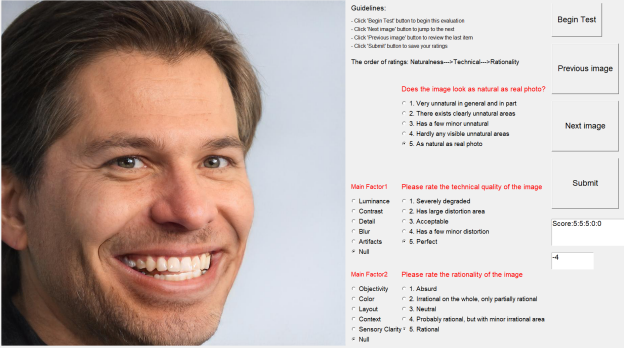 Guidelines:
- Click 'Begin Test' button to begin this evaluation
- Click 'Next image' button to jump to the next
- Click 'Previous image' button to review the last item
- Click 'Submit' button to save your ratings
The order of ratings: Naturalness--->Technical--->Rationality
Does the image look as natural as real photo?
1. Very unnatural in general and in part
2. There exists clearly unnatural areas
3. Has a few minor unnatural
4. Hardly any visible unnatural areas
5. As natural as real photo
Main Factor1
Luminance
Contrast
Detail
Blur
Artifacts
Null
Please rate the technical quality of the image
1. Severely degraded
2. Has large distortion area
3. Acceptable
4. Has a few minor distortion
5. Perfect
Main Factor2
Objectivity
Color
Layout
Context
Sensory Clarity
Null
Please rate the rationality of the image
1. Absurd
2. Irrational on the whole, only partially rational
3. Neutral
4. Probably rational, but with minor irrational area
5. Rational
Begin Test
Previous image
Next image
Submit
Score:5:5:5:0:0
-4